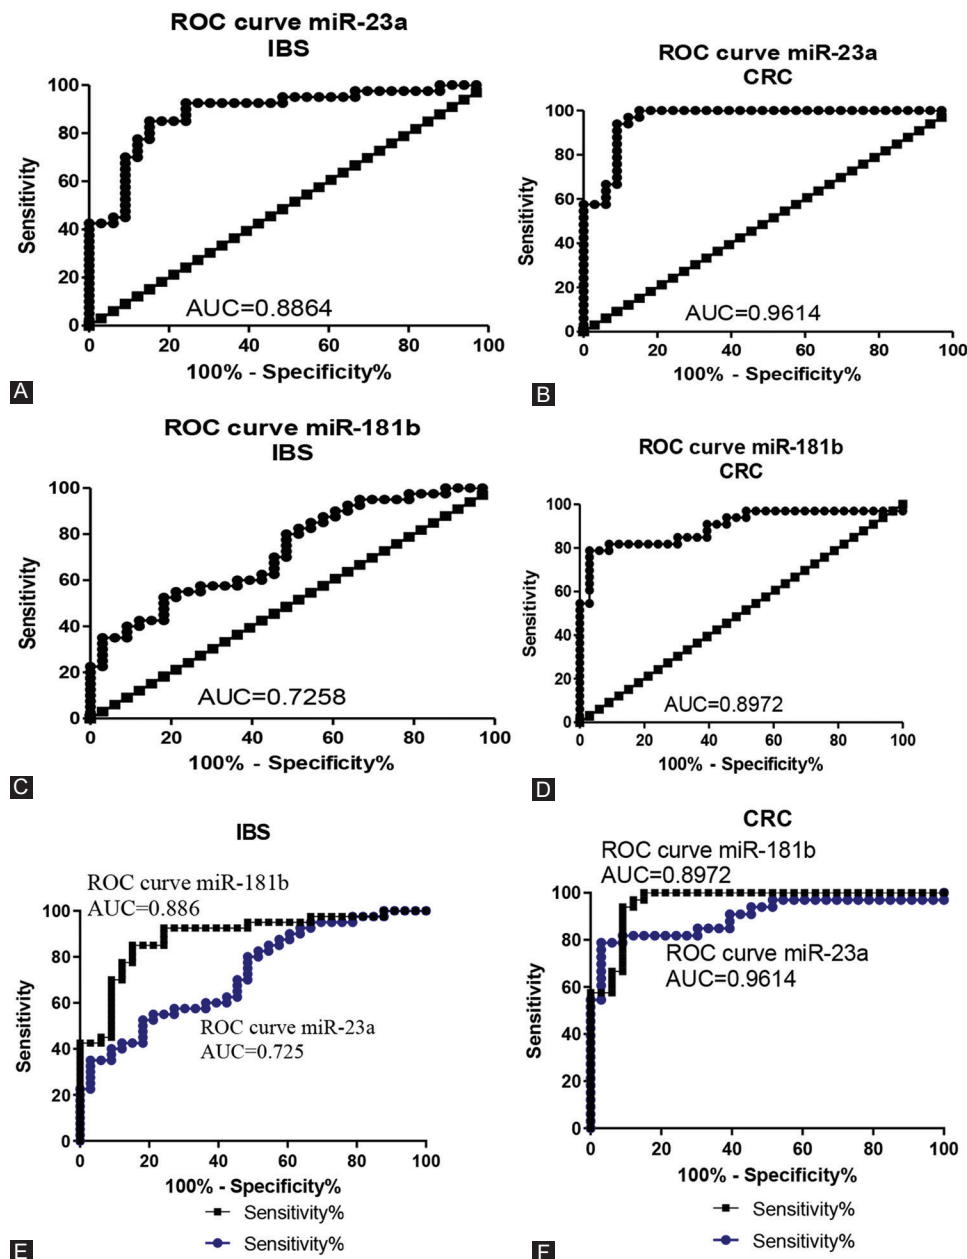 ROC curve miR-23a
IBS
100
80
60
40
20
0
Sensitivity
AUC=0.8864
0 20 40 60 80 100
100% - Specificity%
A
ROC curve miR-23a
CRC
100
80
60
40
20
0
Sensitivity
AUC=0.9614
0 20 40 60 80 100
100% - Specificity%
B
ROC curve miR-181b
IBS
100
80
60
40
20
0
Sensitivity
AUC=0.7258
0 20 40 60 80 100
100% - Specificity%
C
ROC curve miR-181b
CRC
100
80
60
40
20
0
Sensitivity
AUC=0.8972
0 20 40 60 80 100
100% - Specificity%
D
IBS
ROC curve miR-181b
AUC=0.886
100
80
60
40
20
0
Sensitivity
ROC curve miR-23a
AUC=0.725
0 20 40 60 80 100
100% - Specificity%
Sensitivity%
Sensitivity%
E
CRC
ROC curve miR-181b
AUC=0.8972
100
80
60
40
20
0
Sensitivity
ROC curve miR-23a
AUC=0.9614
0 20 40 60 80 100
100% - Specificity%
Sensitivity%
Sensitivity%
F